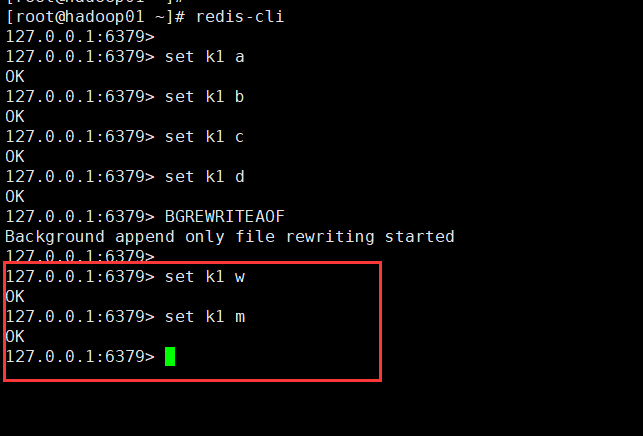 [root@hadoop01 ~]#
[root@hadoop01 ~]# redis-cli
127.0.0.1:6379>
127.0.0.1:6379> set k1 a
OK
127.0.0.1:6379> set k1 b
OK
127.0.0.1:6379> set k1 c
OK
127.0.0.1:6379> set k1 d
OK
127.0.0.1:6379> BGREWRITEAOF
Background append only file rewriting started
127.0.0.1:6379>
127.0.0.1:6379> set k1 w
OK
127.0.0.1:6379> set k1 m
OK
127.0.0.1:6379>